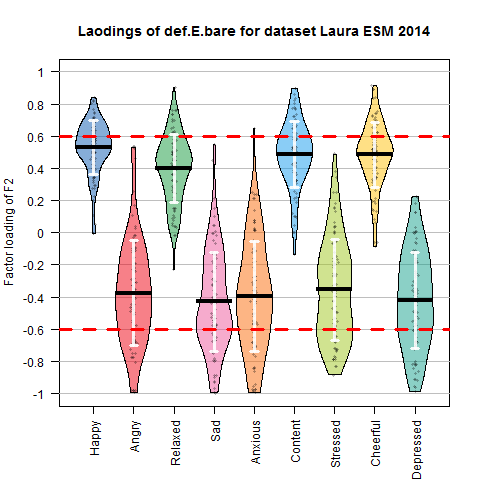 Laodings of def.E.bare for dataset Laura ESM 2014
Factor loading of F2
1
0.8
0.6
0.4
0.2
0
-0.2
-0.4
-0.6
-0.8
-1
Happy
Angry
Relaxed
Sad
Anxious
Content
Stressed
Cheerful
Depressed